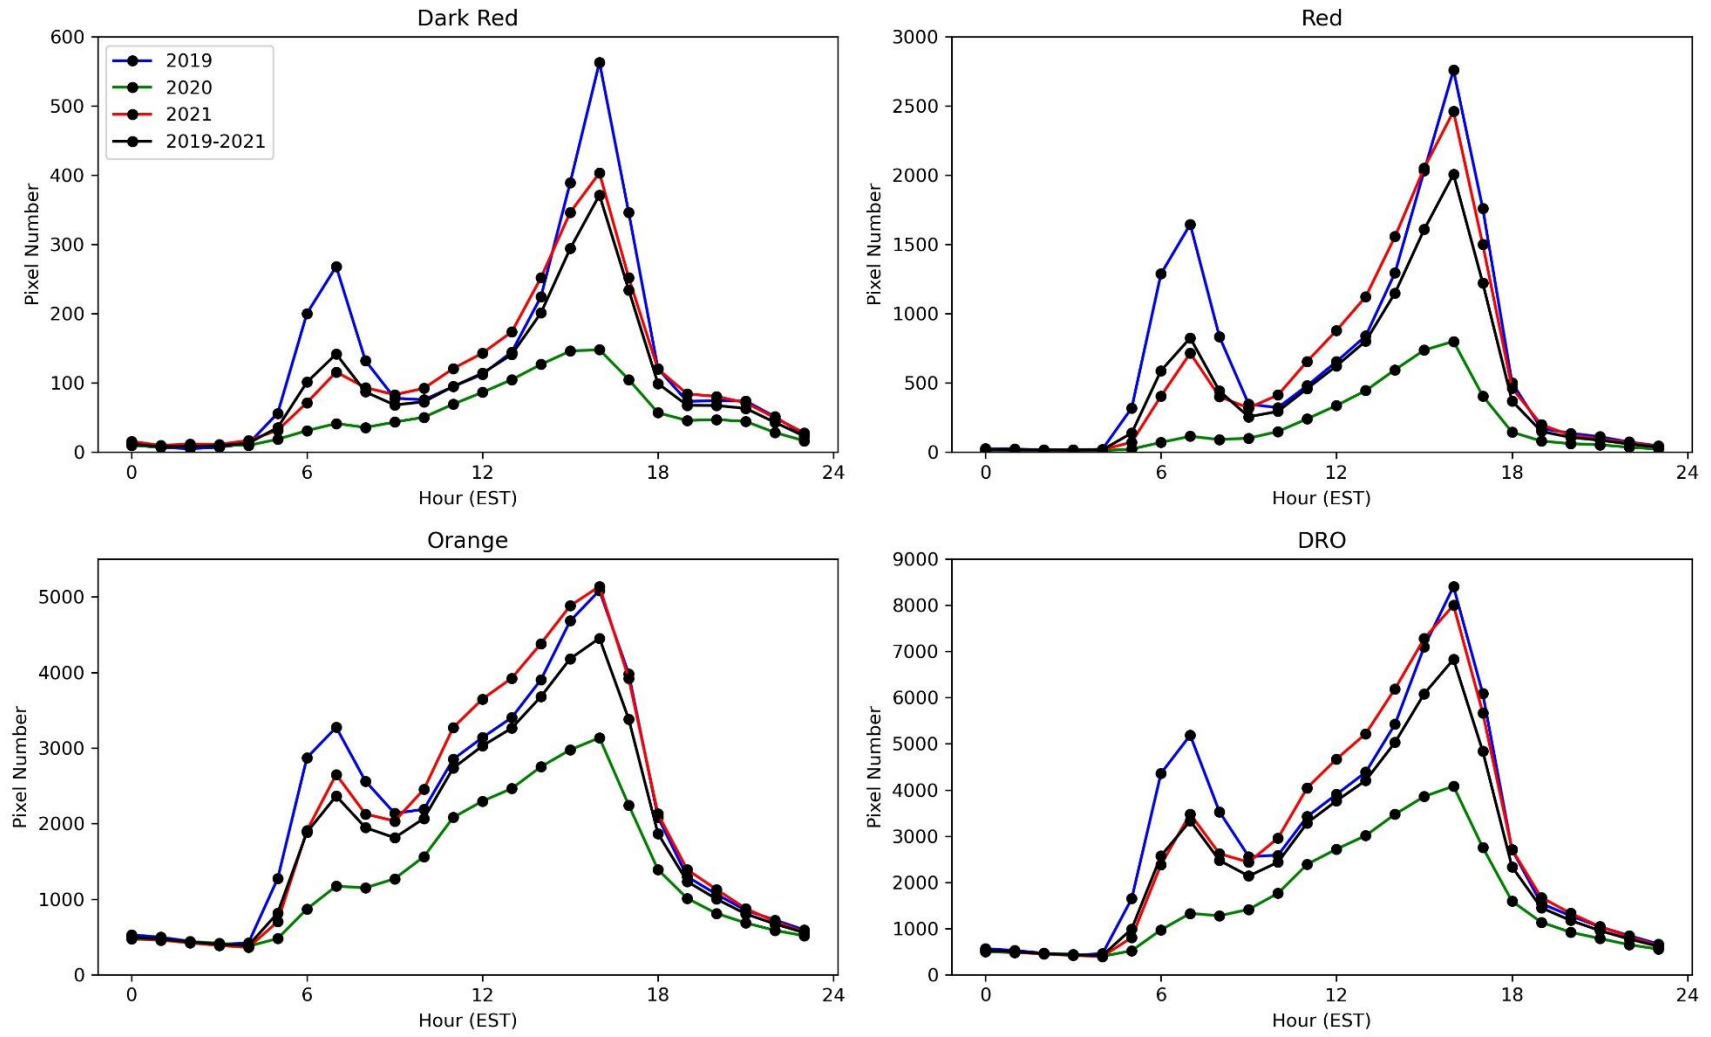 Dark Red
600
500
400
300
200
100
0
Pixel Number
2019
2020
2021
2019-2021
0 6 12 18 24
Hour (EST)
Red
3000
2500
2000
1500
1000
500
0
Pixel Number
0 6 12 18 24
Hour (EST)
Orange
5000
4000
3000
2000
1000
0
Pixel Number
0 6 12 18 24
Hour (EST)
DRO
9000
8000
7000
6000
5000
4000
3000
2000
1000
0
Pixel Number
0 6 12 18 24
Hour (EST)